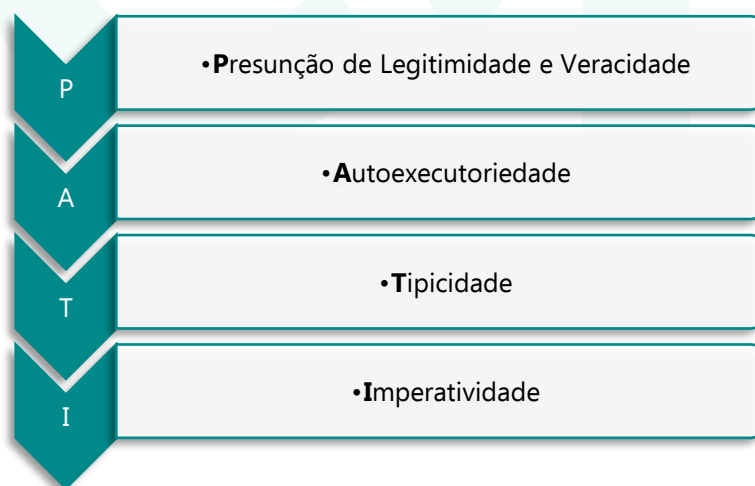 P
•Presunção de Legitimidade e Veracidade
A
•Autoexecutoriedade
T
•Tipicidade
I
•Imperatividade